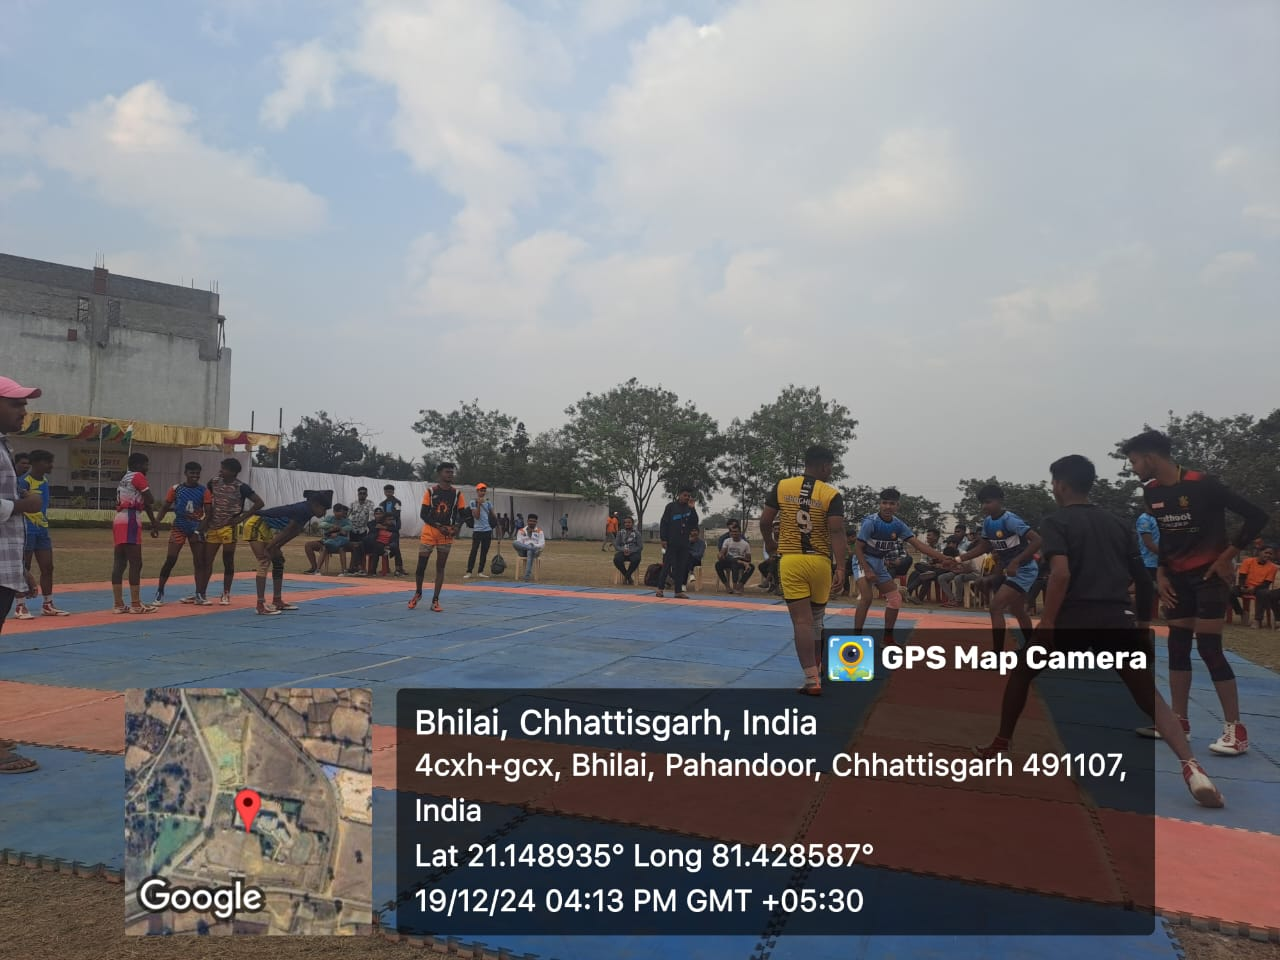 9
GPS Map Camera
Bhilai, Chhattisgarh, India
4cxh+gcx, Bhilai, Pahandoor, Chhattisgarh 491107,
India
Lat 21.148935° Long 81.428587°
19/12/24 04:13 PM GMT +05:30
Google